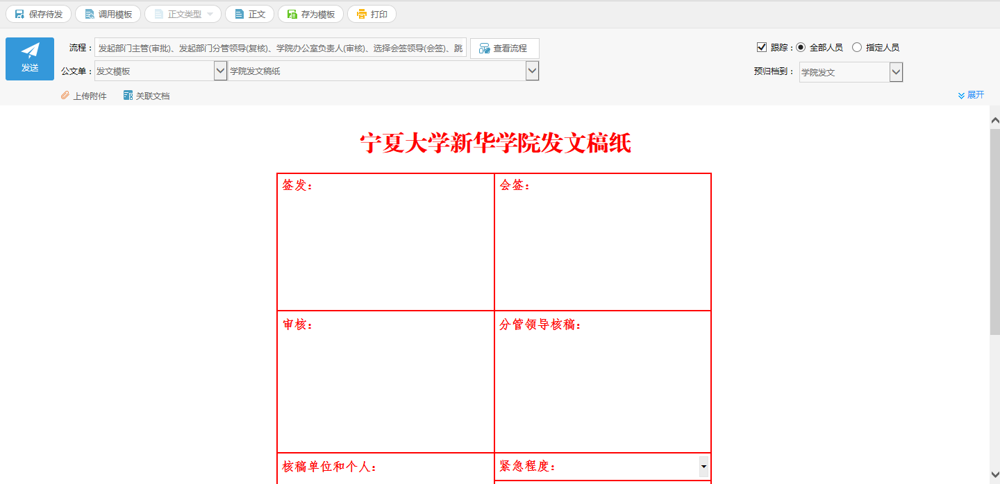 保存待发 调用模板 正文类型 正文 存为模板 打印
流程： 发起部门主管(审批)、发起部门分管领导(复核)、学院办公室负责人(审核)、选择会签领导(会签)、跳 查看流程 跟踪： 全部人员 指定人员
发送
公文单： 发文模板 学院发文稿纸 预归档到： 学院发文
上传附件 关联文档 展开
宁夏大学新华学院发文稿纸
签发： 会签：
审核： 分管领导核稿：
核稿单位和个人： 紧急程度：